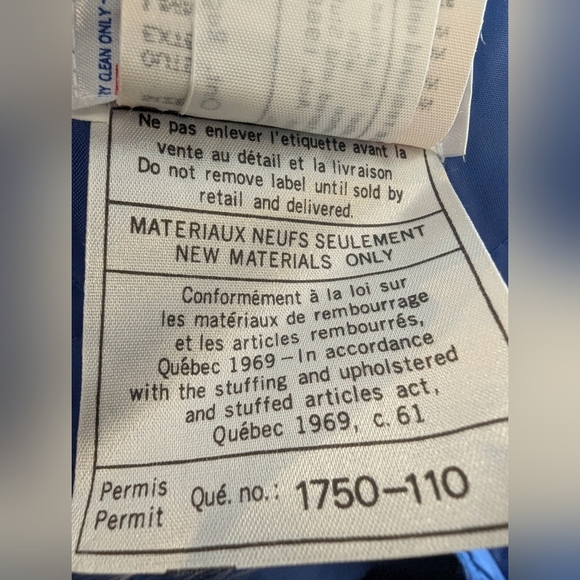 RY CLEAN ONLY -
Ne pas enlever l'etiquette avant la
vente au détail et la livraison
Do not remove label until sold by
retail and delivered.
MATERIAUX NEUFS SEULEMENT
NEW MATERIALS ONLY
Conformément à la loi sur
les matériaux de rembourrage
et les articles rembourrés,
Québec 1969 - In accordance
with the stuffing and upholstered
and stuffed articles act,
Québec 1969, c. 61
Permis
Permit
Qué. no.: 1750-110